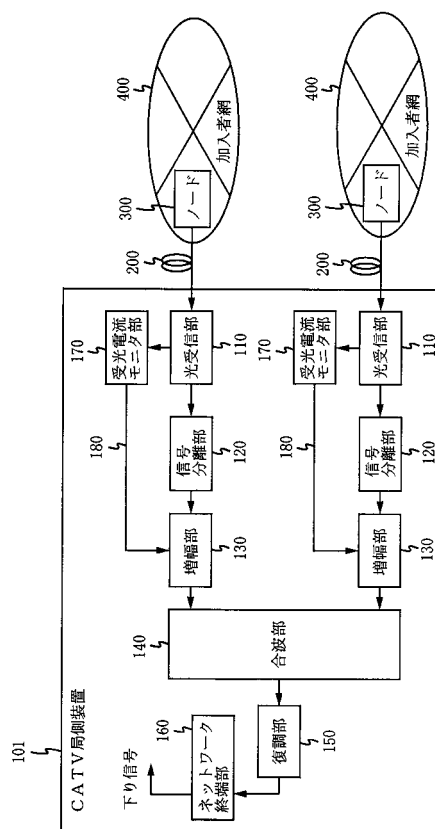 101
CATV局側装置
下り信号
160
ネットワーク
終端部
復調部
150
140
合波部
180
170
受光電流
モニタ部
増幅部
130
信号
分離部
120
光受信部
110
200
300
ノード
加入者網
400
180
170
受光電流
モニタ部
増幅部
130
信号
分離部
120
光受信部
110
200
300
ノード
加入者網
400